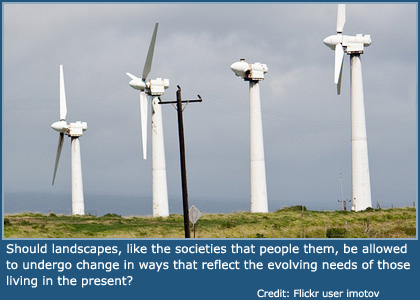 Should landscapes, like the societies that people them, be allowed
to undergo change in ways that reflect the evolving needs of those
living in the present?
Credit: Flickr user imotov